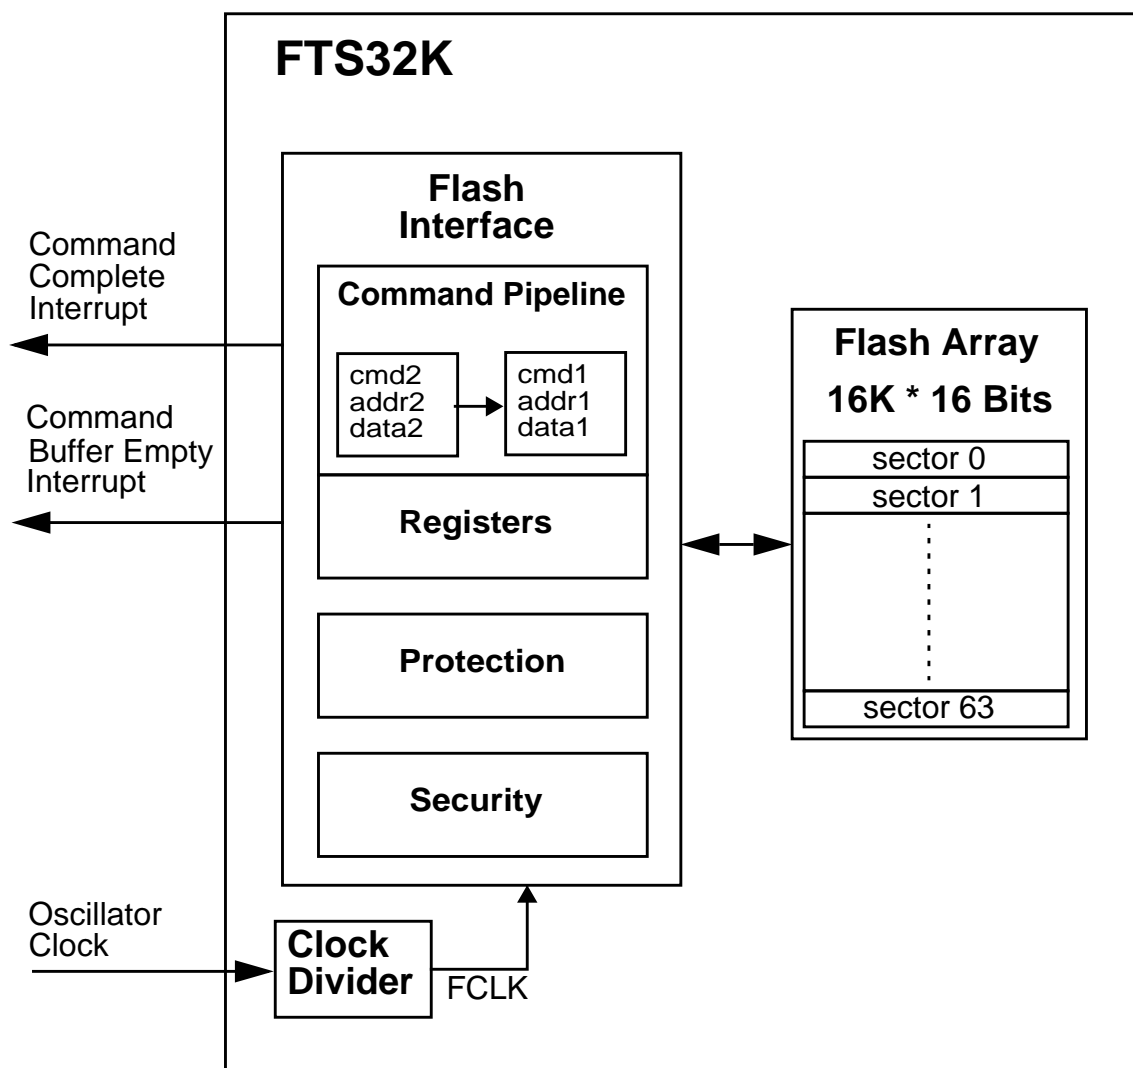 FTS32K
Flash
Interface
Command
Complete
Interrupt
Command Pipeline
cmd2
addr2
data2
cmd1
addr1
data1
Command
Buffer Empty
Interrupt
Registers
Protection
Security
Flash Array
16K * 16 Bits
sector 0
sector 1
sector 63
Oscillator
Clock
Clock
Divider
FCLK